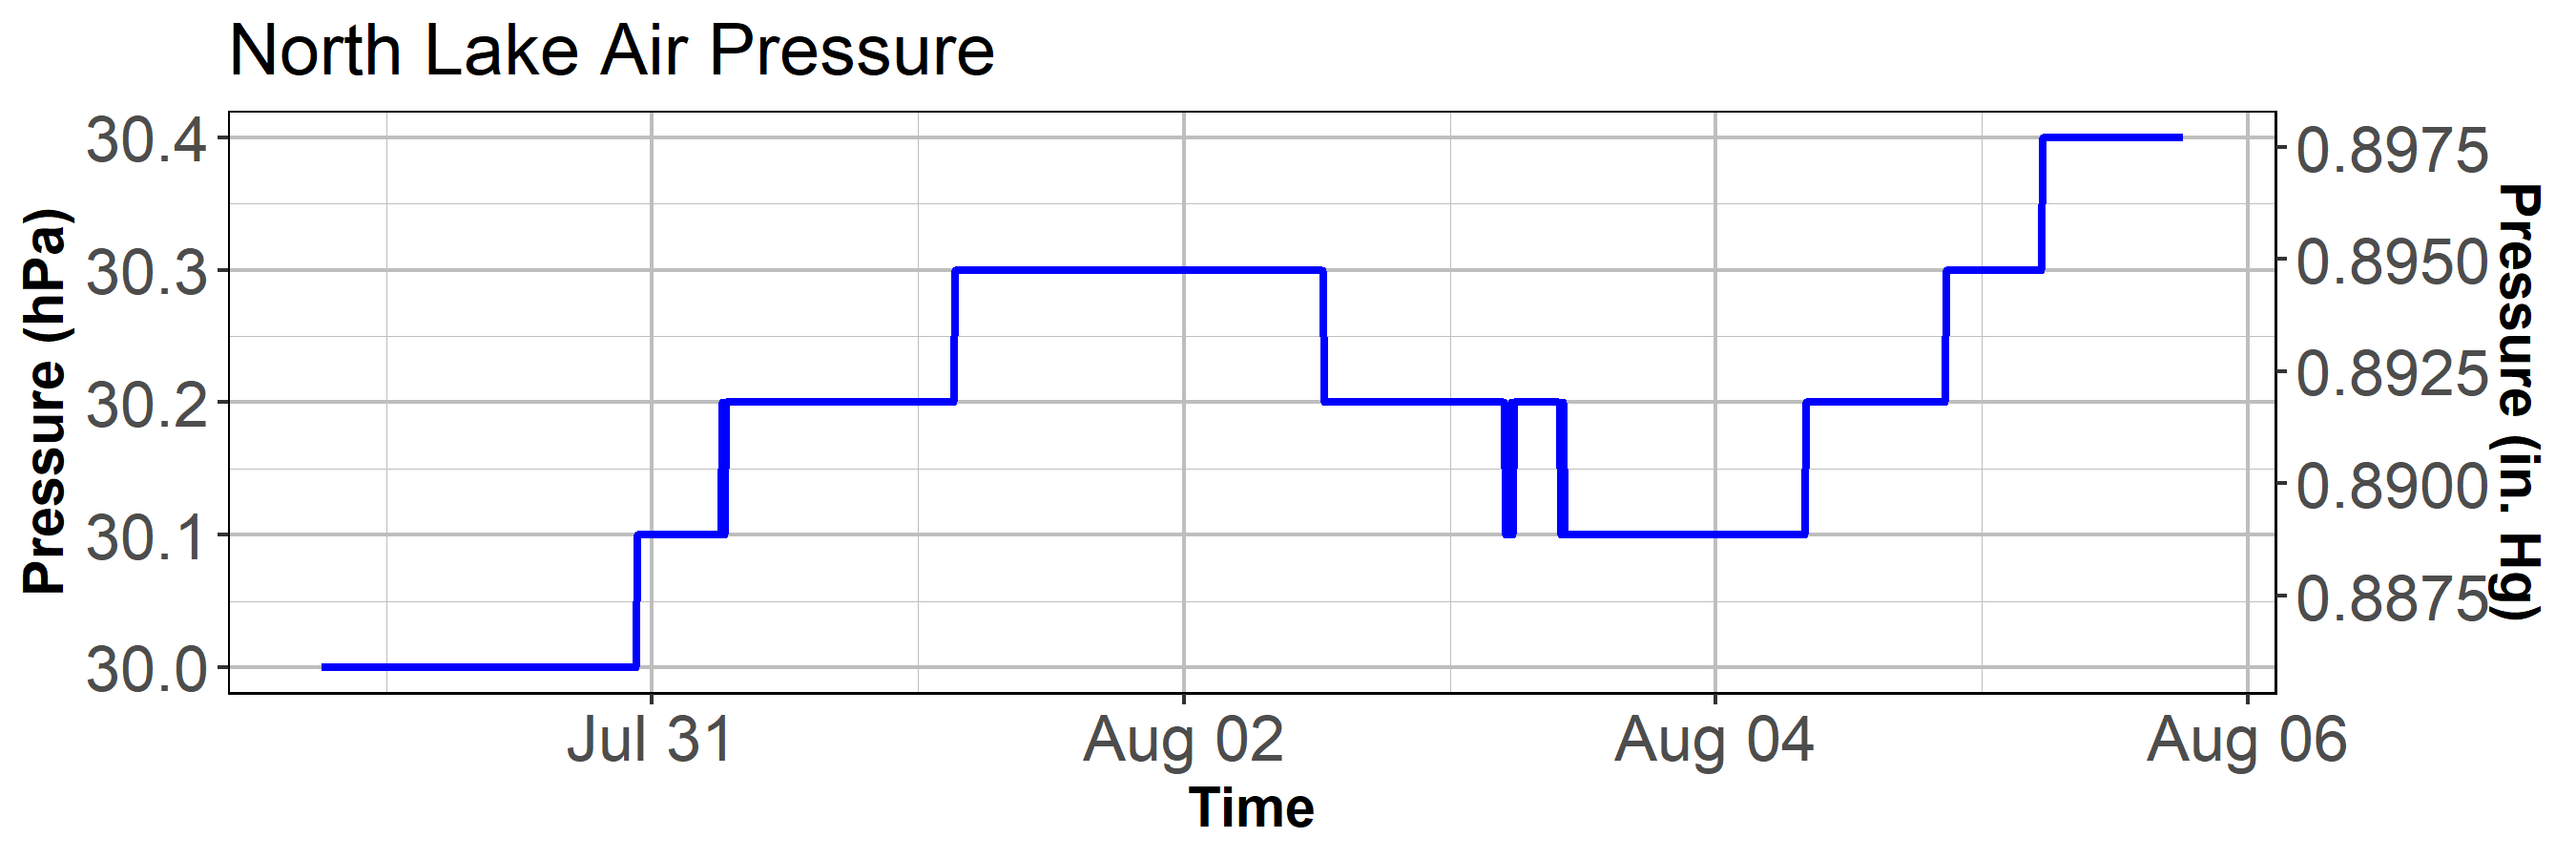 North Lake Air Pressure
Pressure (hPa)
30.4
30.3
30.2
30.1
30.0
0.8975
0.8950
0.8925
0.8900
0.8875
Pressure (in. Hg)
Jul 31
Aug 02
Aug 04
Aug 06
Time